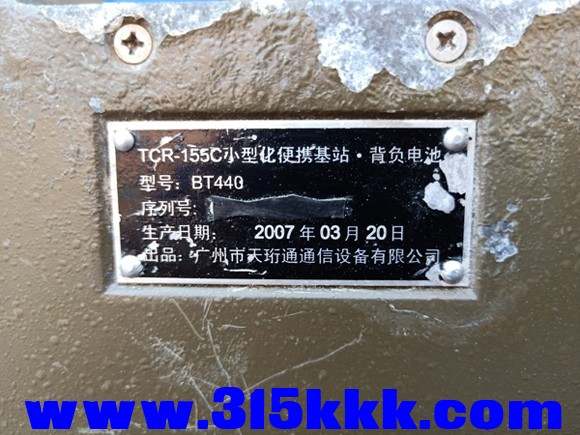 TCR-155C小型化便携基站·背负电池
型号：BT440
序列号：
生产日期： 2007 年 03 月 20 日
出品：广州市天珩通通信设备有限公司
www.315kkk.com